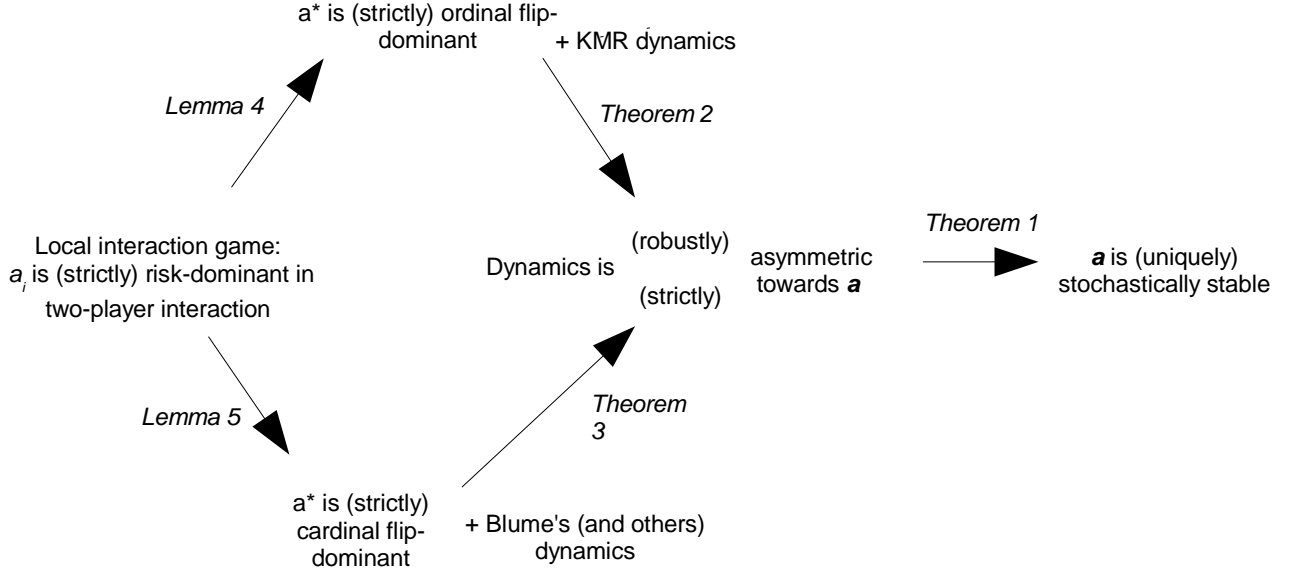 a* is (strictly) ordinal flip-
dominant
+ KMR dynamics
Lemma 4
Theorem 2
Local interaction game:
a_i is (strictly) risk-dominant in
two-player interaction
Dynamics is
(robustly)
(strictly)
asymmetric
towards a
Theorem 1
a is (uniquely)
stochastically stable
Lemma 5
Theorem
3
a* is (strictly)
cardinal flip-
dominant
+ Blume's (and others)
dynamics